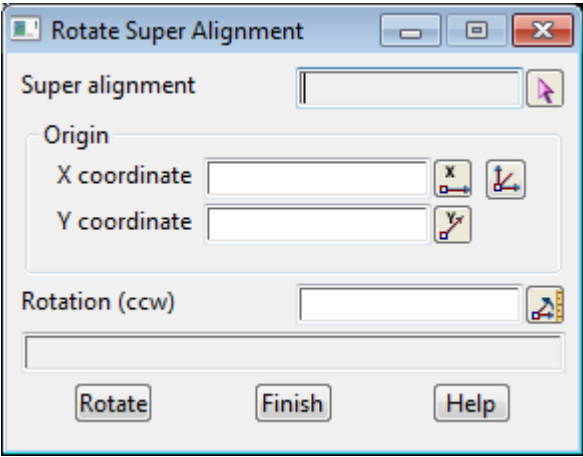 Rotate Super Alignment
Super alignment
Origin
X coordinate
X
Y coordinate
Y
Rotation (ccw)
Rotate Finish Help